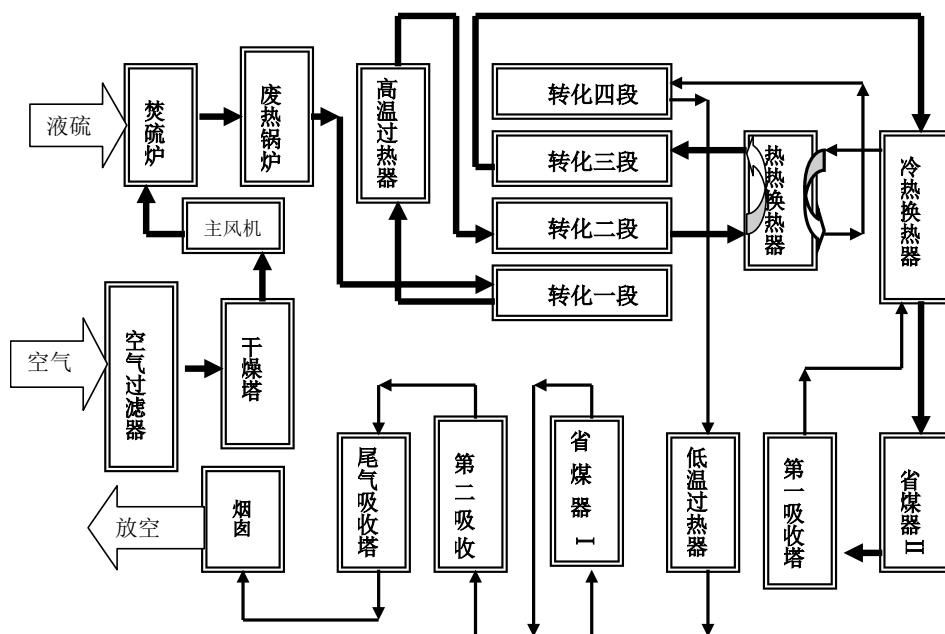 液硫
焚硫炉
废热锅炉
高温过热器
转化四段
转化三段
转化二段
转化一段
热热换热器
冷热换热器
主风机
空气
空气过滤器
干燥塔
放空
烟囱
尾气吸收塔
第二吸收
省煤器 I
低温过热器
第一吸收塔
省煤器 II